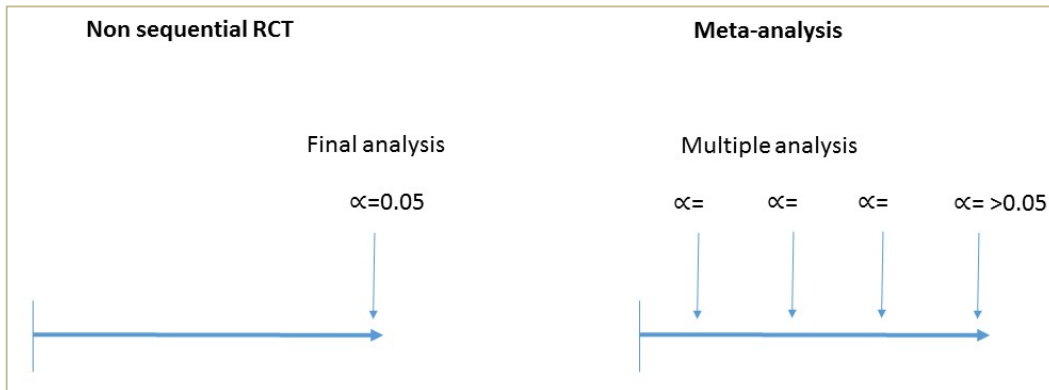 Non sequential RCT
Final analysis
∝=0.05
Meta-analysis
Multiple analysis
∝= ∝= ∝= ∝= >0.05